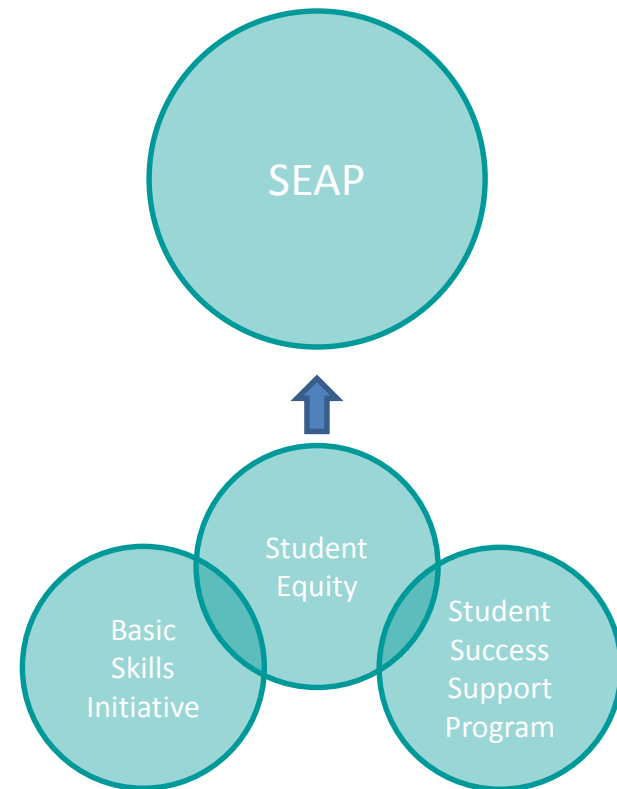 SEAP
Student
Equity
Basic
Skills
Initiative
Student
Success
Support
Program